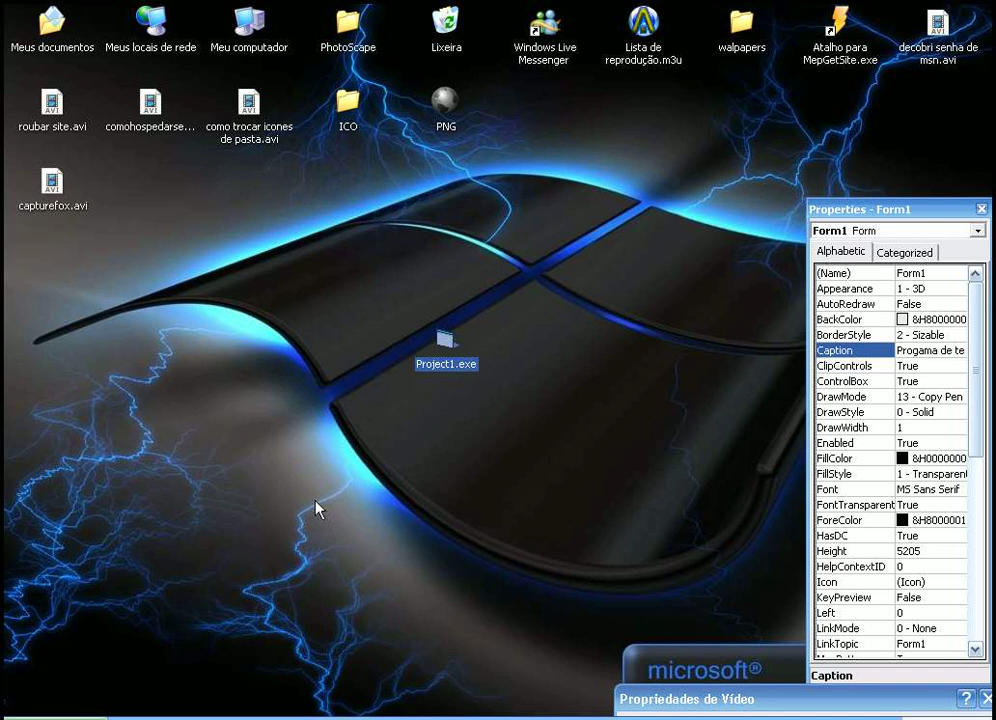 Meus documentos
Meus locais de rede
Meu computador
PhotoScape
Lixeira
Windows Live
Messenger
Lista de
reprodução.m3u
walpapers
Atalho para
MepGetSite.exe
decobri senha de
msn.avi
roubar site.avi
comohospedarse...
como trocar icones
de pasta.avi
ICO
PNG
capturefox.avi
Project1.exe
Properties - Form1
Form1 Form
Alphabetic Categorized
(Name) Form1
Appearance 1 - 3D
AutoRedraw False
BackColor &H8000000
BorderStyle 2 - Sizable
Caption Progama de te
ClipControls True
ControlBox True
DrawMode 13 - Copy Pen
DrawStyle 0 - Solid
DrawWidth 1
Enabled True
FillColor &H0000000
FillStyle 1 - Transparent
Font MS Sans Serif
FontTransparent True
ForeColor &H8000001
HasDC True
Height 5205
HelpContextID 0
Icon (Icon)
KeyPreview False
Left 0
LinkMode 0 - None
LinkTopic Form1
Caption
microsoft®
Propriedades de Vídeo